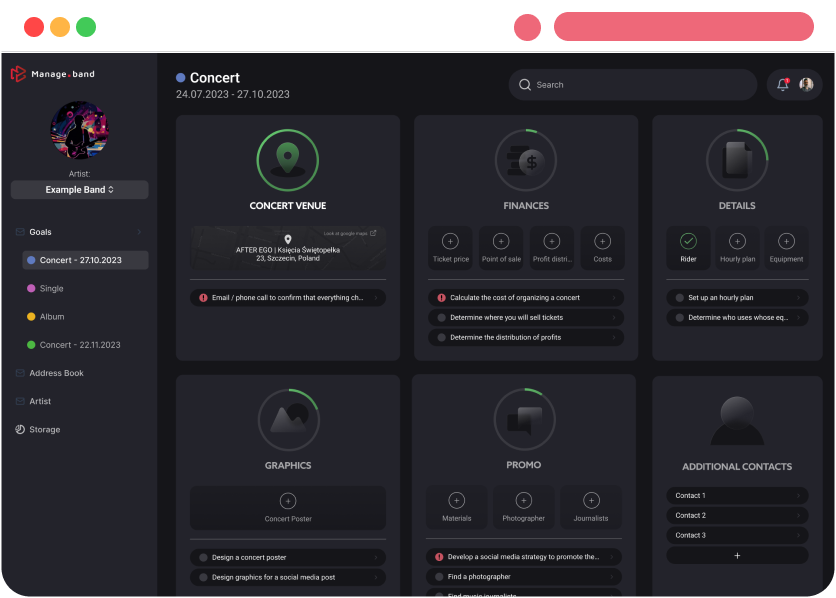 Manage.band
Artist:
Example Band
Goals
Concert - 27.10.2023
Single
Album
Concert - 22.11.2023
Address Book
Artist
Storage
Concert
24.07.2023 - 27.10.2023
Search
CONCERT VENUE
Look at google maps
AFTER EGO | Księcia Świętopełka
23, Szczecin, Poland
Email / phone call to confirm that everything ch...
FINANCES
Ticket price
Point of sale
Profit distri...
Costs
Calculate the cost of organizing a concert
Determine where you will sell tickets
Determine the distribution of profits
DETAILS
Rider
Hourly plan
Equipment
Set up an hourly plan
Determine who uses whose eq...
GRAPHICS
Concert Poster
Design a concert poster
Design graphics for a social media post
PROMO
Materials
Photographer
Journalists
Develop a social media strategy to promote the...
Find a photographer
Find music journalists
ADDITIONAL CONTACTS
Contact 1
Contact 2
Contact 3
+